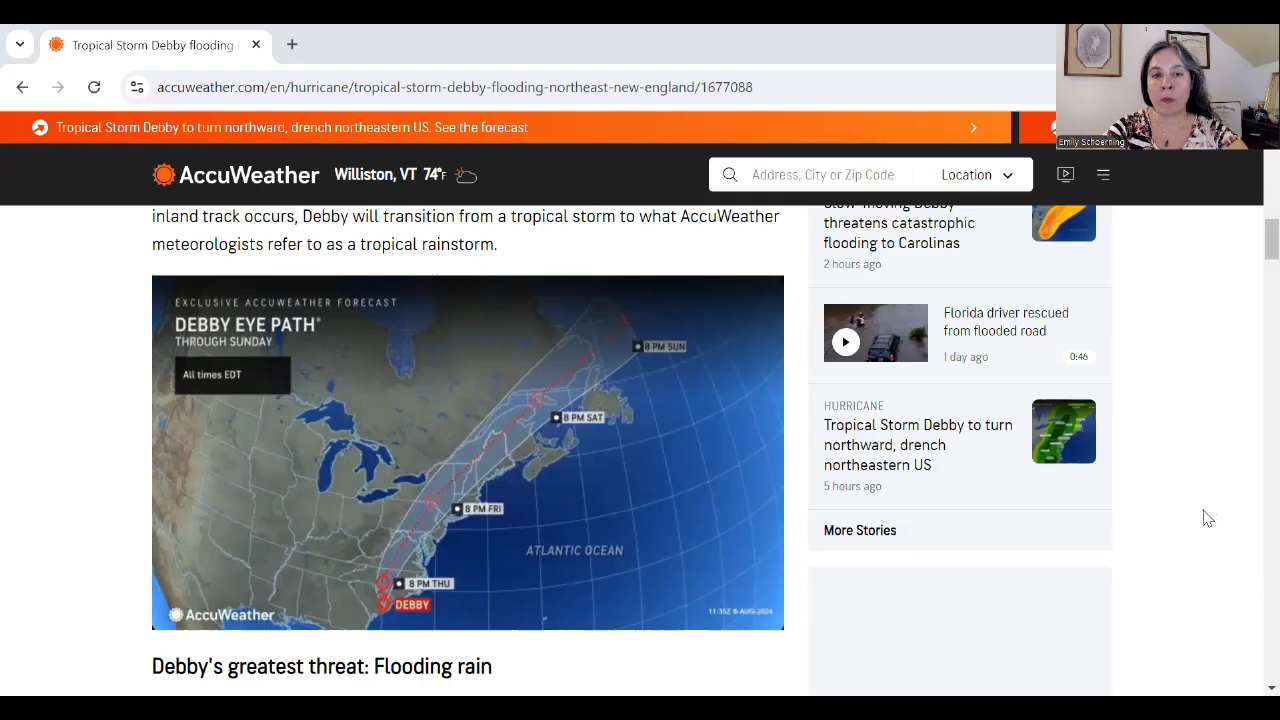 Tropical Storm Debby flooding
accuweather.com/en/hurricane/tropical-storm-debby-flooding-northeast-new-england/1677088
Emily Schoerning
Tropical Storm Debby to turn northward, drench northeastern US. See the forecast
AccuWeather
Williston, VT 74°F
Address, City or Zip Code
Location
inland track occurs, Debby will transition from a tropical storm to what AccuWeather
meteorologists refer to as a tropical rainstorm.
EXCLUSIVE ACCUWEATHER FORECAST
DEBBY EYE PATH*
THROUGH SUNDAY
All times EDT
8 PM SUN
8 PM SAT
8 PM FRI
ATLANTIC OCEAN
8 PM THU
DEBBY
AccuWeather
Debby's greatest threat: Flooding rain
Slow-moving Debby
threatens catastrophic
flooding to Carolinas
2 hours ago
Florida driver rescued
from flooded road
1 day ago
0:46
HURRICANE
Tropical Storm Debby to turn
northward, drench
northeastern US
5 hours ago
More Stories